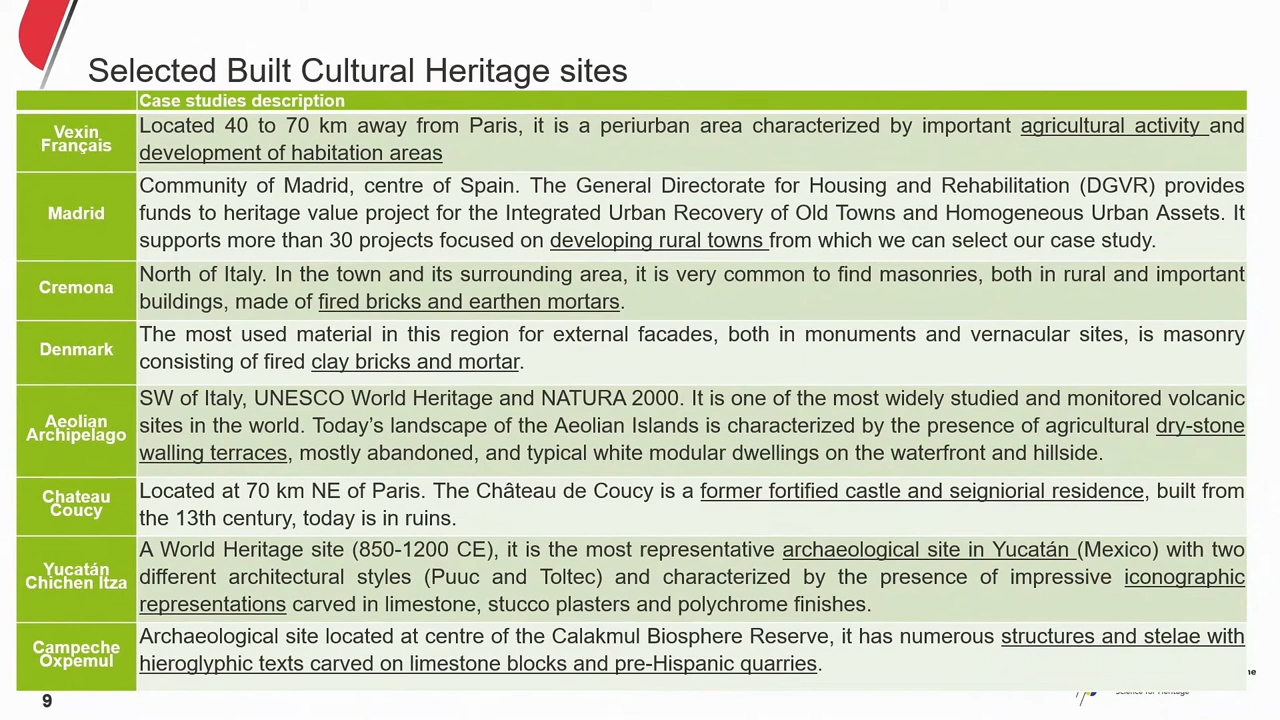 Selected Built Cultural Heritage sites
Case studies description
Vexin
Français
Located 40 to 70 km away from Paris, it is a periurban area characterized by important agricultural activity and
development of habitation areas
Madrid
Community of Madrid, centre of Spain. The General Directorate for Housing and Rehabilitation (DGVR) provides
funds to heritage value project for the Integrated Urban Recovery of Old Towns and Homogeneous Urban Assets. It
supports more than 30 projects focused on developing rural towns from which we can select our case study.
Cremona
North of Italy. In the town and its surrounding area, it is very common to find masonries, both in rural and important
buildings, made of fired bricks and earthen mortars.
Denmark
The most used material in this region for external facades, both in monuments and vernacular sites, is masonry
consisting of fired clay bricks and mortar.
Aeolian
Archipelago
SW of Italy, UNESCO World Heritage and NATURA 2000. It is one of the most widely studied and monitored volcanic
sites in the world. Today's landscape of the Aeolian Islands is characterized by the presence of agricultural dry-stone
walling terraces, mostly abandoned, and typical white modular dwellings on the waterfront and hillside.
Chateau
Coucy
Located at 70 km NE of Paris. The Château de Coucy is a former fortified castle and seigniorial residence, built from
the 13th century, today is in ruins.
Yucatán
Chichen Itza
A World Heritage site (850-1200 CE), it is the most representative archaeological site in Yucatán (Mexico) with two
different architectural styles (Puuc and Toltec) and characterized by the presence of impressive iconographic
representations carved in limestone, stucco plasters and polychrome finishes.
Campeche
Oxpemul
Archaeological site located at centre of the Calakmul Biosphere Reserve, it has numerous structures and stelae with
hieroglyphic texts carved on limestone blocks and pre-Hispanic quarries.
9